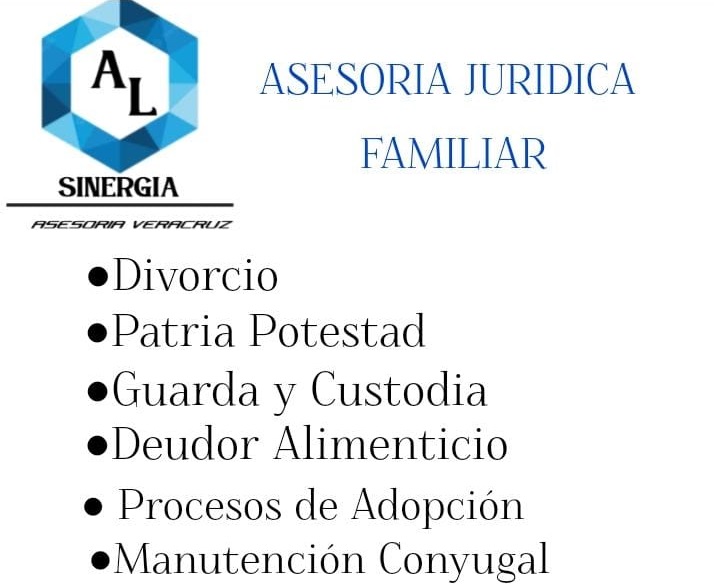 AL
SINERGIA
ASESORIA VERACRUZ
ASESORIA JURIDICA
FAMILIAR
●Divorcio
●Patria Potestad
●Guarda y Custodia
●Deudor Alimenticio
● Procesos de Adopción
●Manutención Conyugal